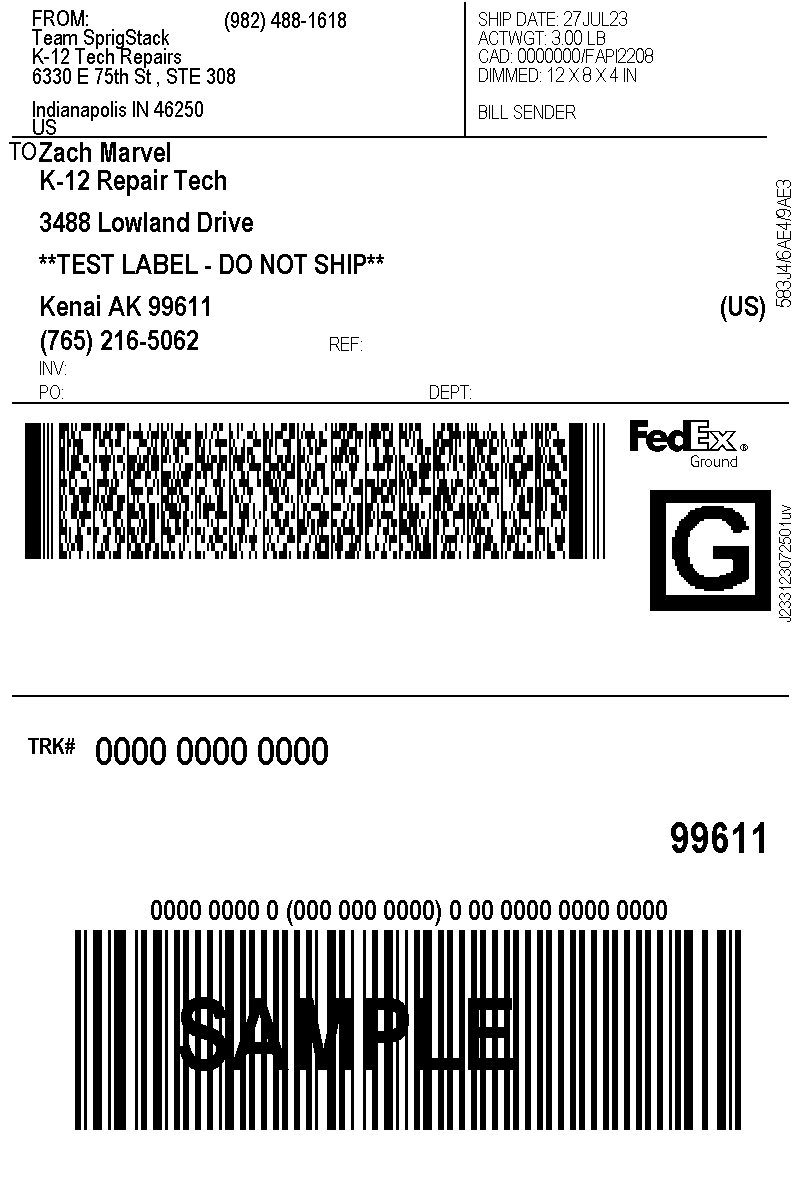 FROM: (982) 488-1618
Team SprigStack
K-12 Tech Repairs
6330 E 75th St , STE 308
Indianapolis IN 46250
US
SHIP DATE: 27JUL23
ACTWGT: 3.00 LB
CAD: 0000000/FAPI2208
DIMMED: 12 X 8 X 4 IN
BILL SENDER
TO Zach Marvel
K-12 Repair Tech
3488 Lowland Drive
**TEST LABEL - DO NOT SHIP**
Kenai AK 99611 (US)
(765) 216-5062 REF:
INV:
PO: DEPT:
583J4/6AE4/9AE3
FedEx ®
Ground
G
J233123072501uv
TRK# 0000 0000 0000
99611
0000 0000 0 (000 000 0000) 0 00 0000 0000 0000
SAMPLE